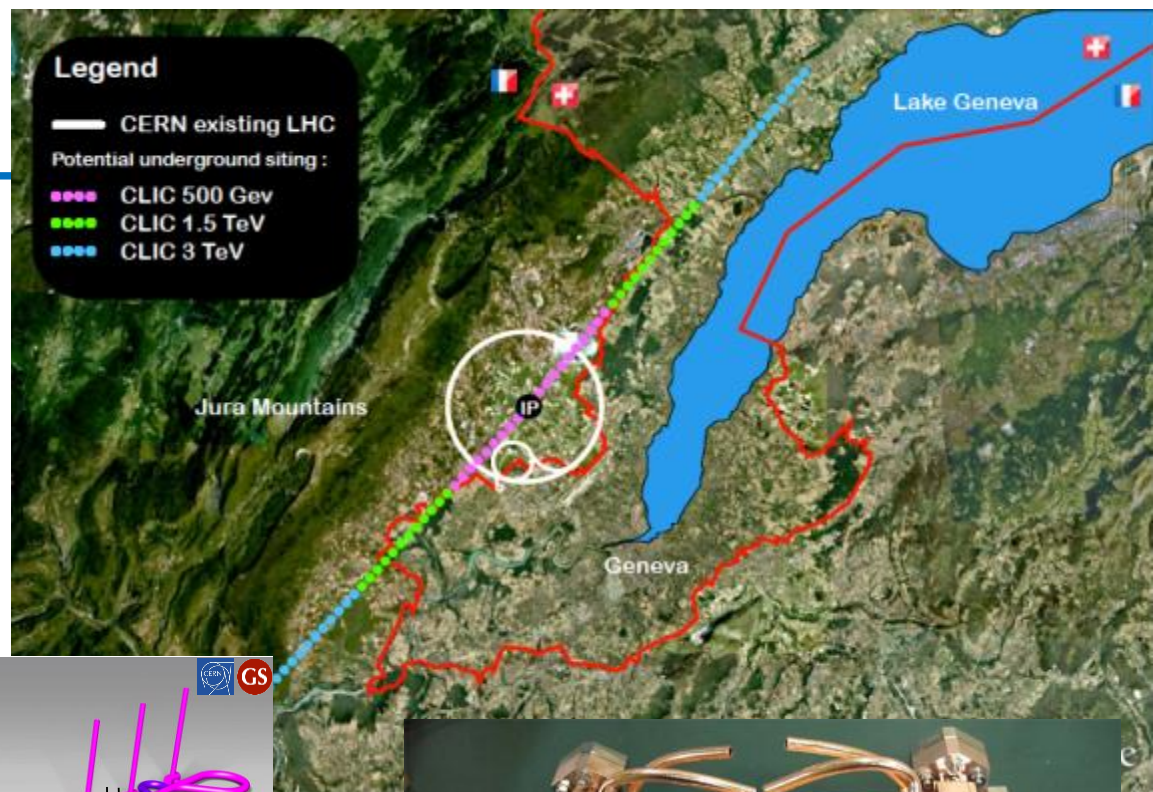 Legend
CERN existing LHC
Potential underground siting :
CLIC 500 Gev
CLIC 1.5 TeV
CLIC 3 TeV
Lake Geneva
Jura Mountains
IP
Geneva
CERN
GS